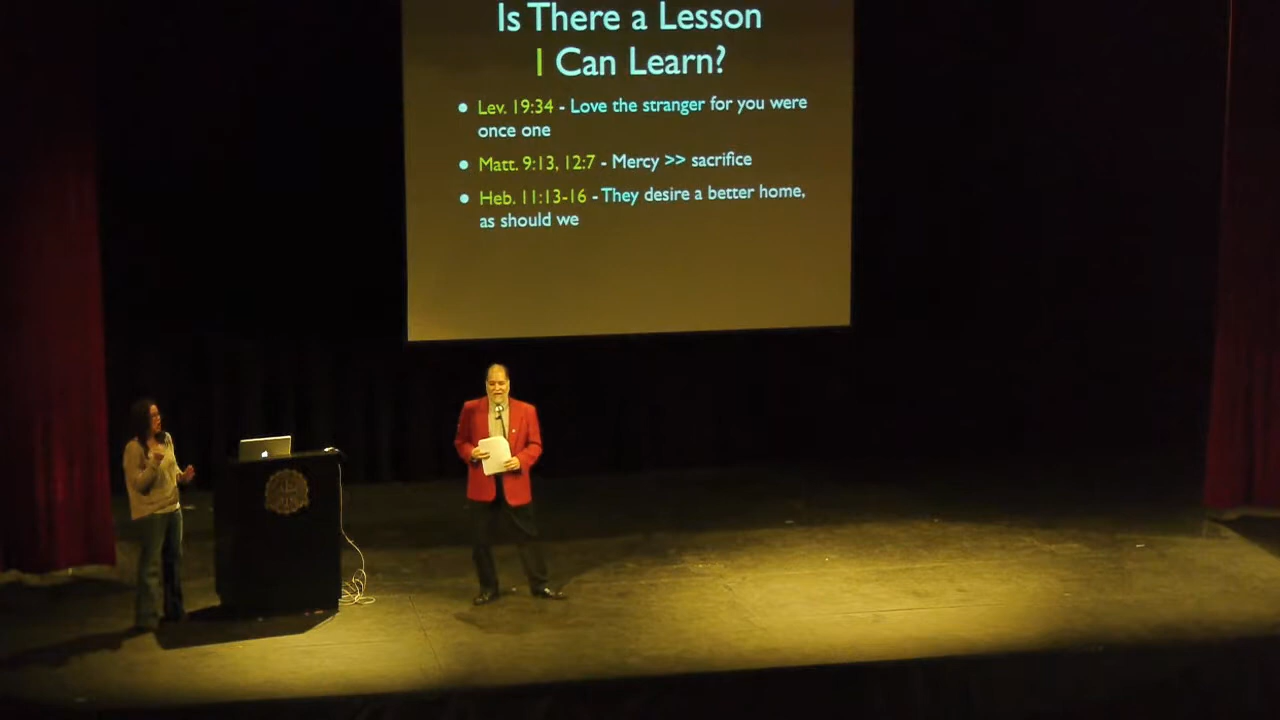 Is There a Lesson
I Can Learn?
• Lev. 19:34 - Love the stranger for you were
once one
• Matt. 9:13, 12:7 - Mercy >> sacrifice
• Heb. 11:13-16 - They desire a better home,
as should we